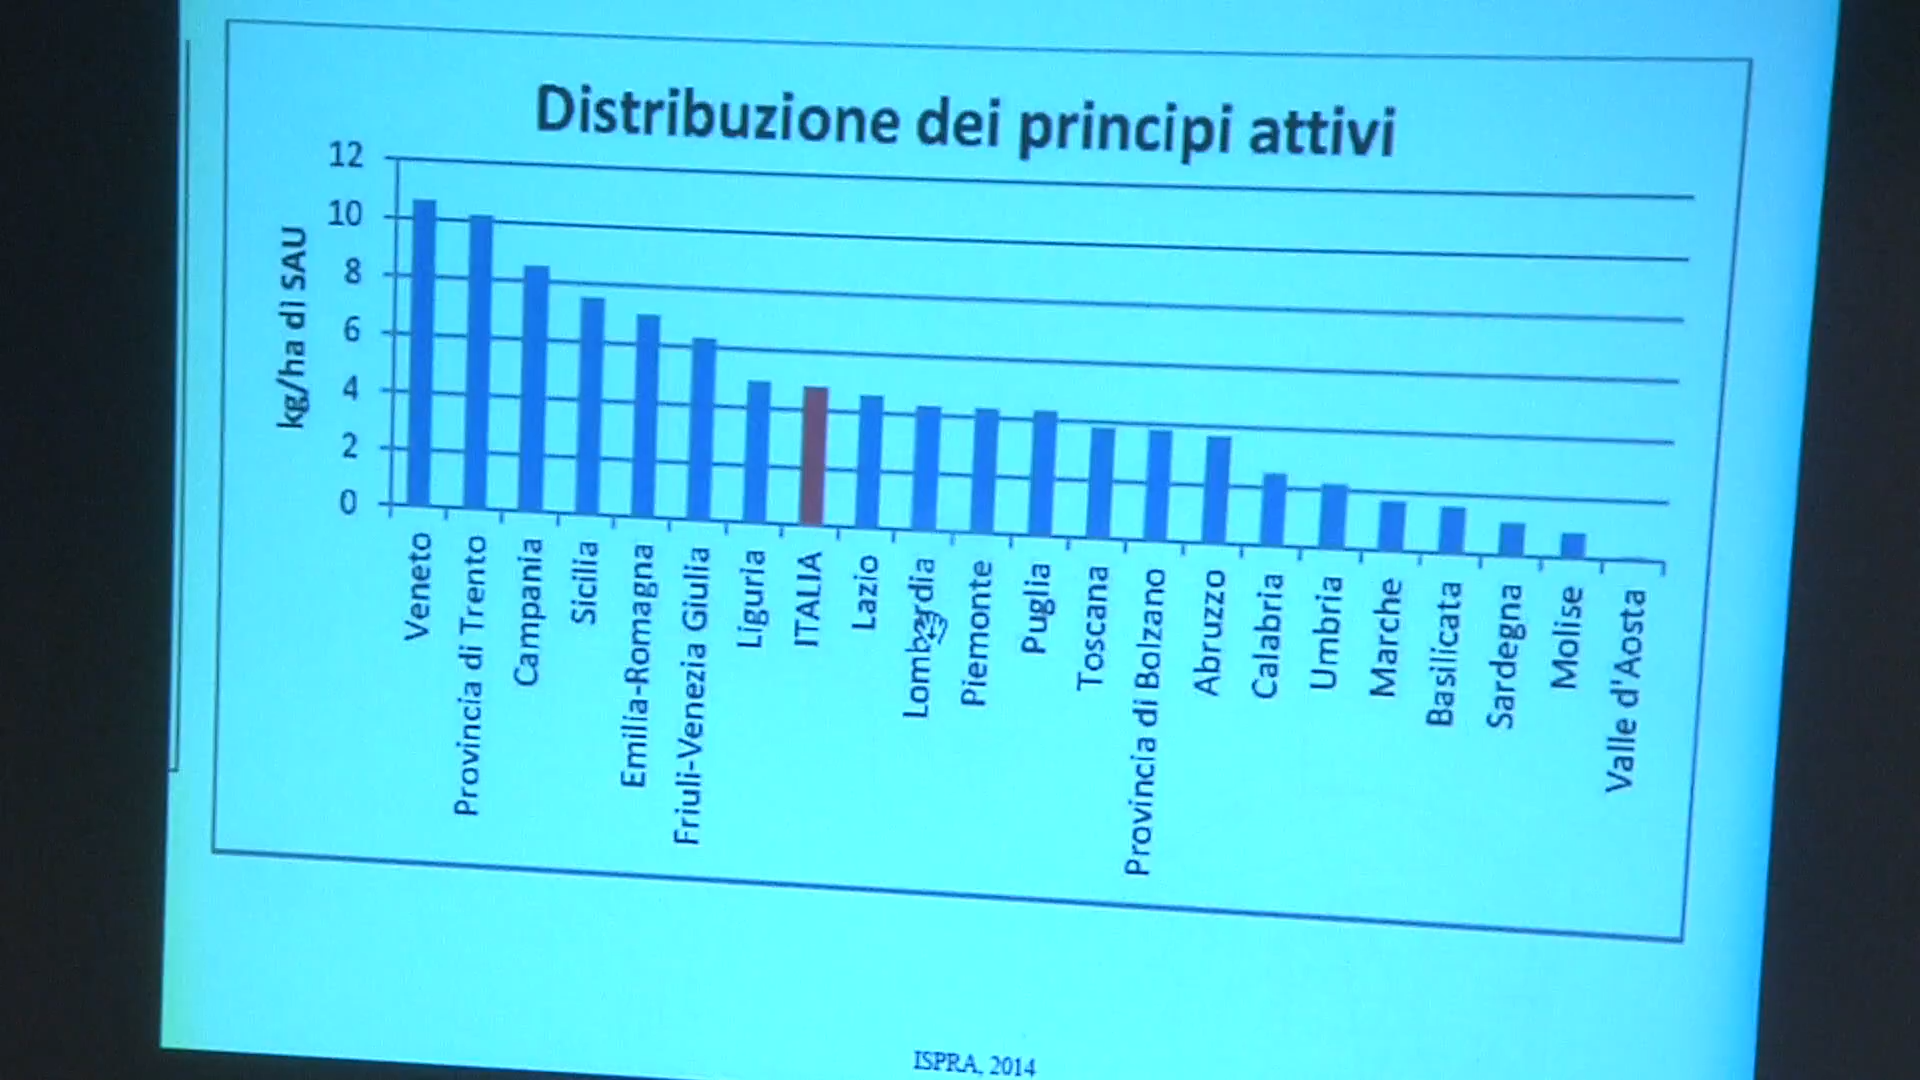 Distribuzione dei principi attivi
kg/ha di SAU
12
10
8
6
4
2
0
Veneto
Provincia di Trento
Campania
Sicilia
Emilia-Romagna
Friuli-Venezia Giulia
Liguria
ITALIA
Lazio
Lombardia
Piemonte
Puglia
Toscana
Provincia di Bolzano
Abruzzo
Calabria
Umbria
Marche
Basilicata
Sardegna
Molise
Valle d'Aosta
ISPRA, 2014